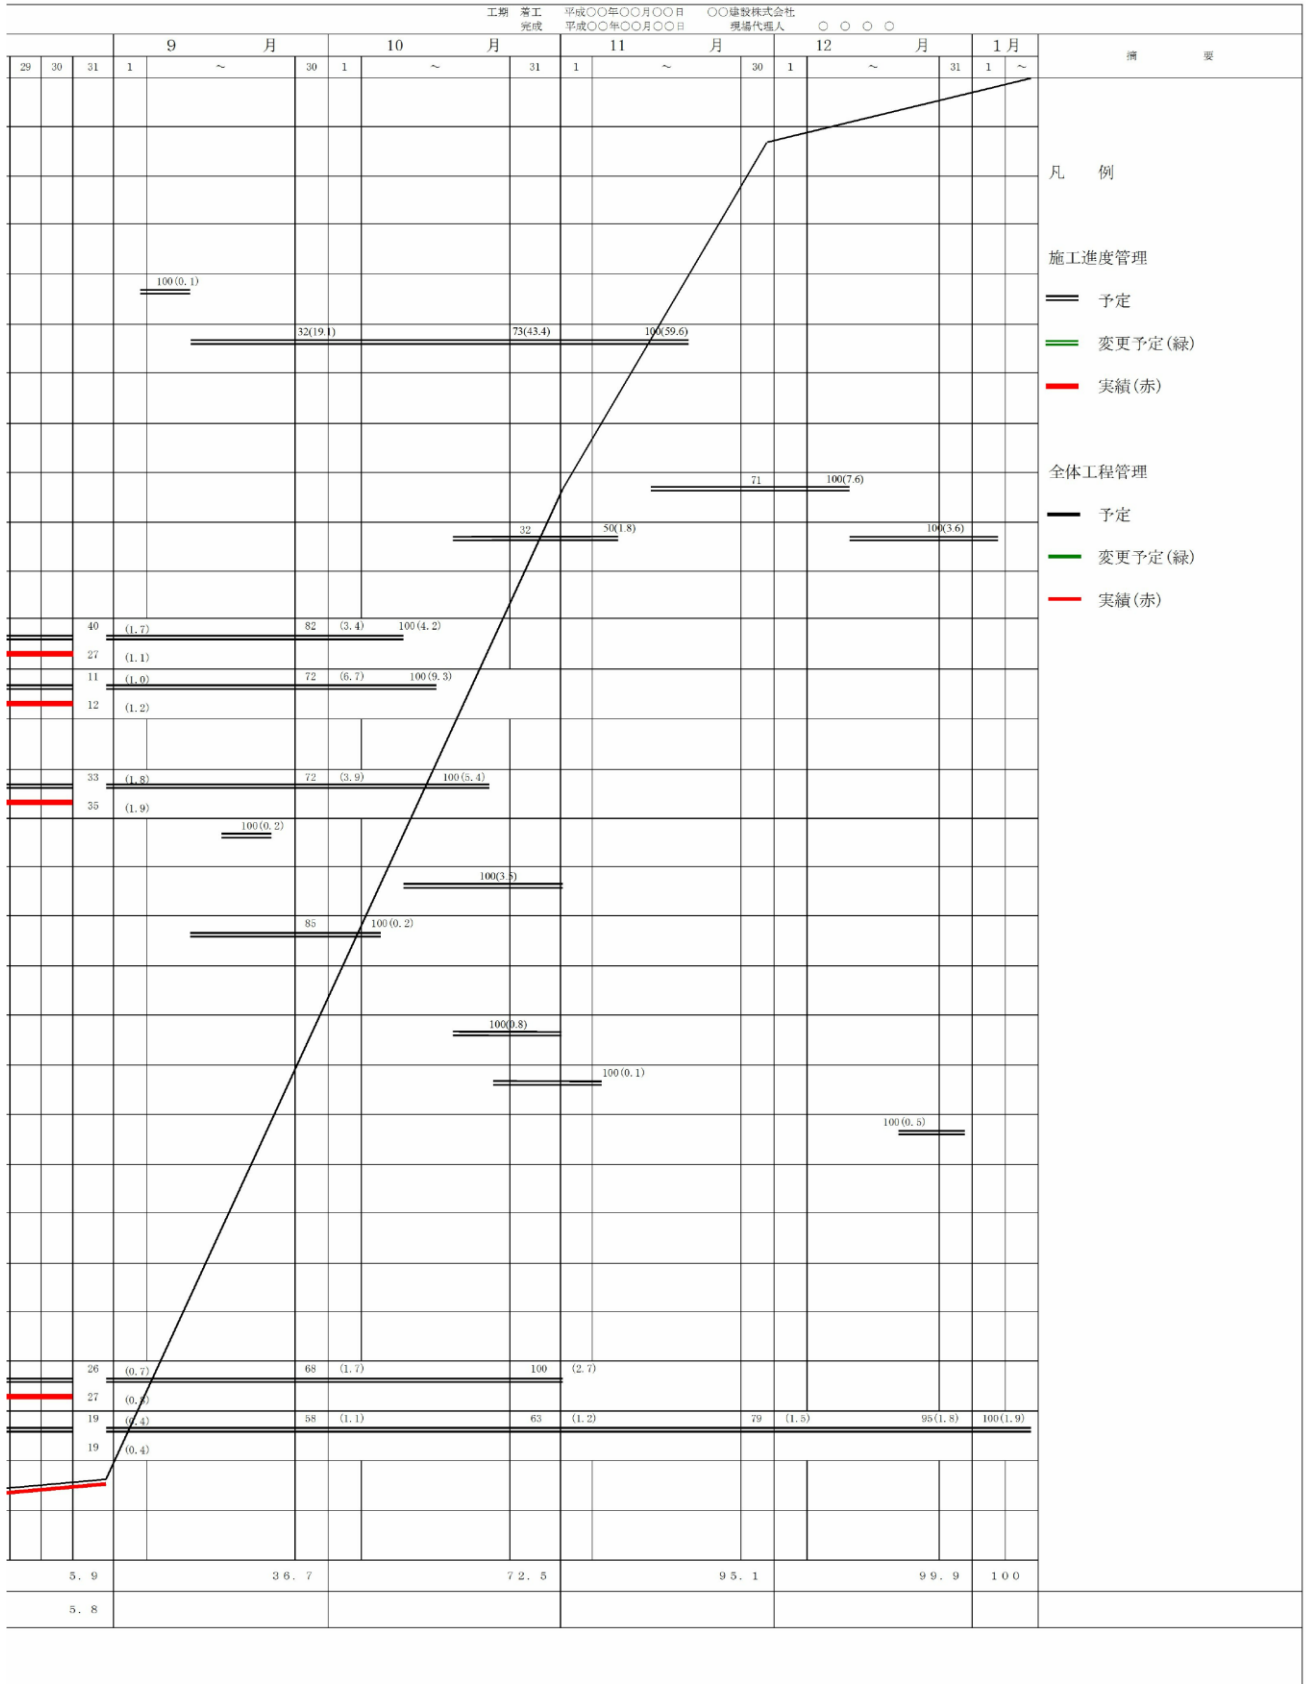 工期 着工 平成○○年○○月○○日 ○○建設株式会社
完成 平成○○年○○月○○日 現場代理人 ○ ○ ○ ○
9 月 10 月 11 月 12 月 1月
摘 要
29 30 31 1 ～ 30 1 ～ 31 1 ～ 30 1 ～ 31 1 ～
凡 例
施工進度管理
100(0.1)
予定
32(19.1) 73(43.4) 100(59.6)
変更予定(緑)
実績(赤)
全体工程管理
71 100(7.6)
予定
32 50(1.8) 100(3.6)
変更予定(緑)
実績(赤)
40 (1.7) 82 (3.4) 100(4.2)
27 (1.1)
11 (1.0) 72 (6.7) 100(9.3)
12 (1.2)
33 (1.8) 72 (3.9) 100(5.4)
35 (1.9)
100(0.2)
100(3.5)
85 100(0.2)
100(0.8)
100(0.1)
100(0.5)
26 (0.7) 68 (1.7) 100 (2.7)
27 (0.8)
19 (0.4) 58 (1.1) 63 (1.2) 79 (1.5) 95(1.8) 100(1.9)
19 (0.4)
5.9 36.7 72.5 95.1 99.9 100
5.8